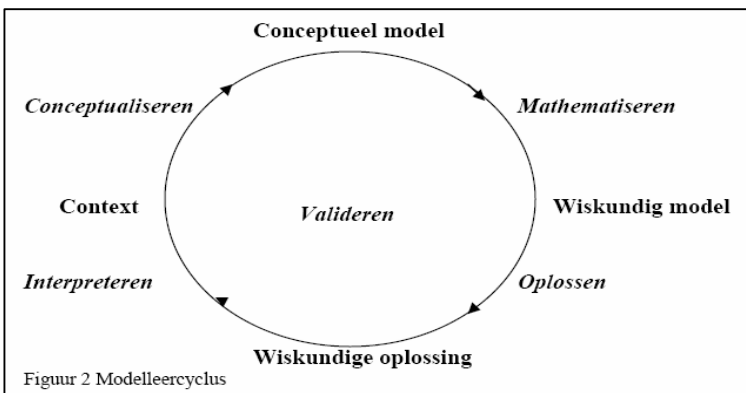 Conceptueel model
Conceptualiseren
Mathematiseren
Context
Valideren
Wiskundig model
Interpreteren
Oplossen
Wiskundige oplossing
Figuur 2 Modelleercyclus